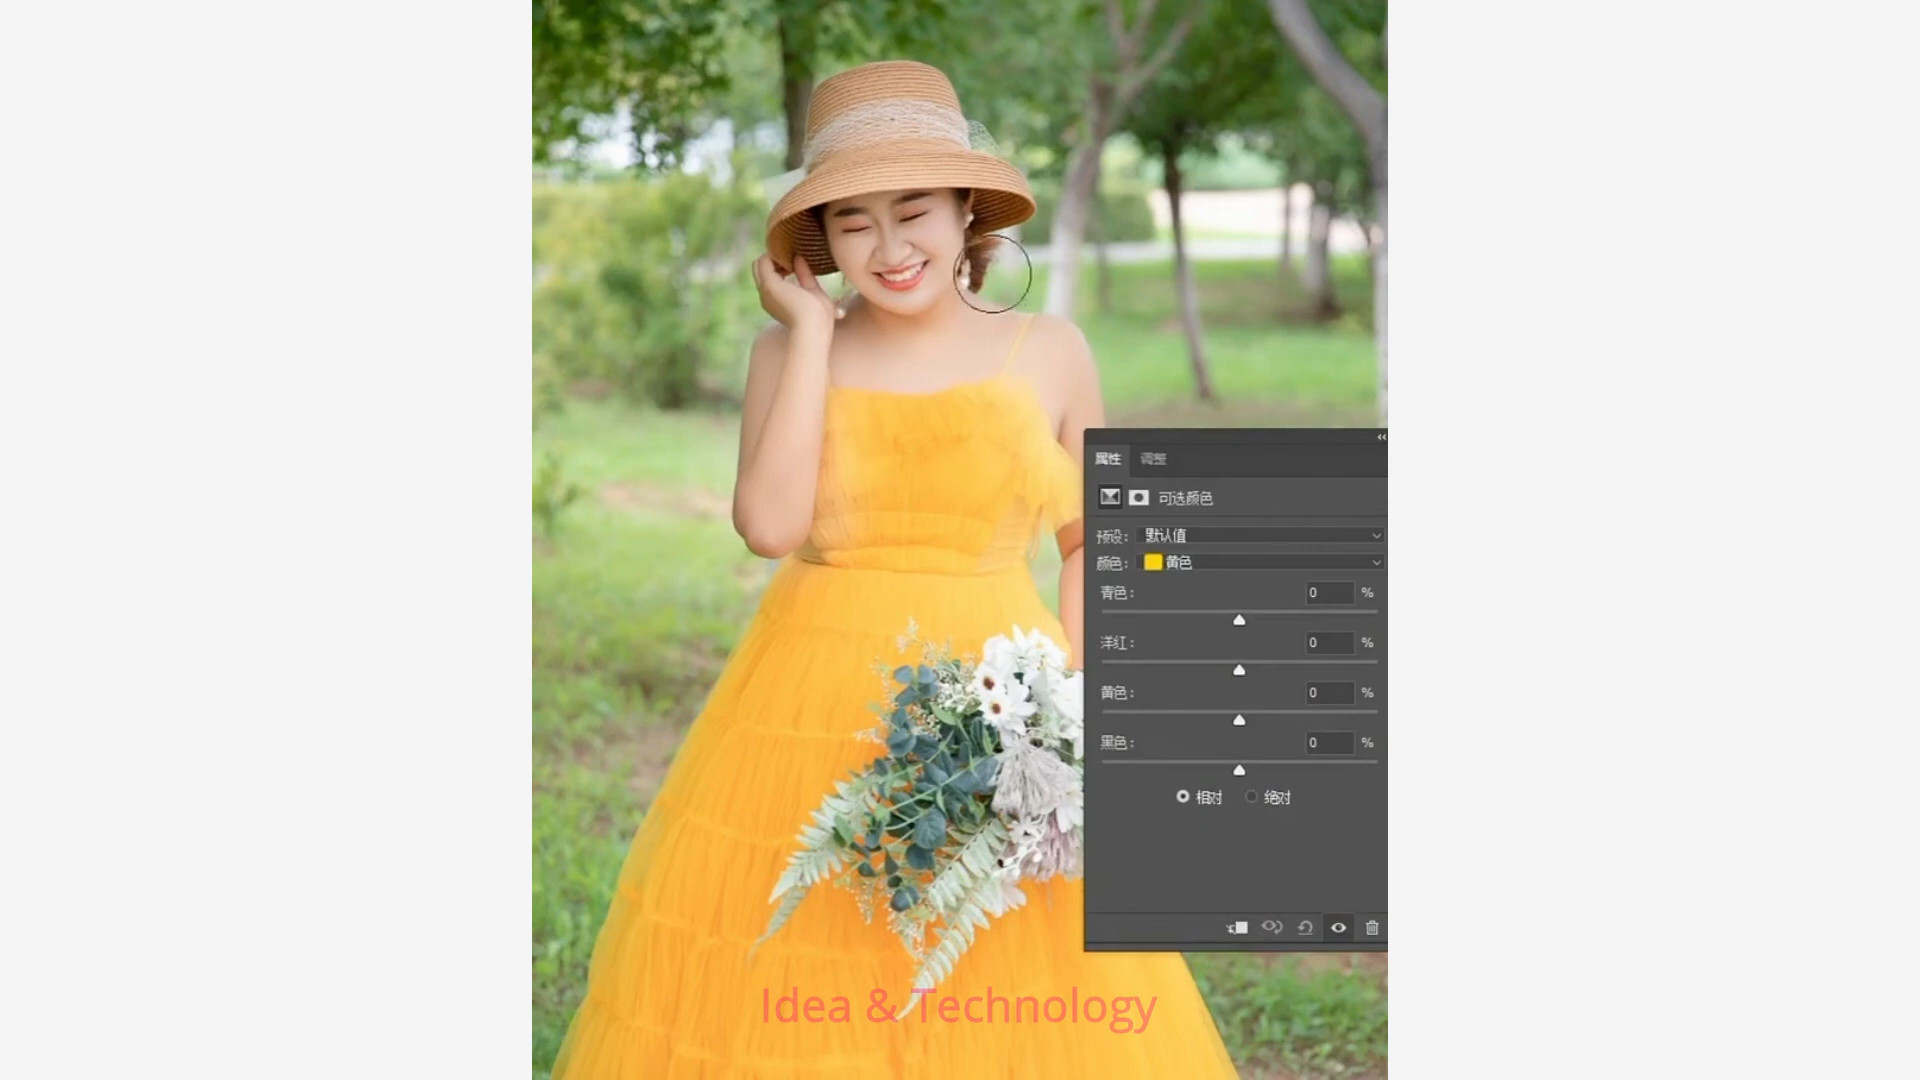 属性 调整
可选颜色
预设: 默认值
颜色: 黄色
青色: 0 %
洋红: 0 %
黄色: 0 %
黑色: 0 %
相对 绝对
Idea & Technology